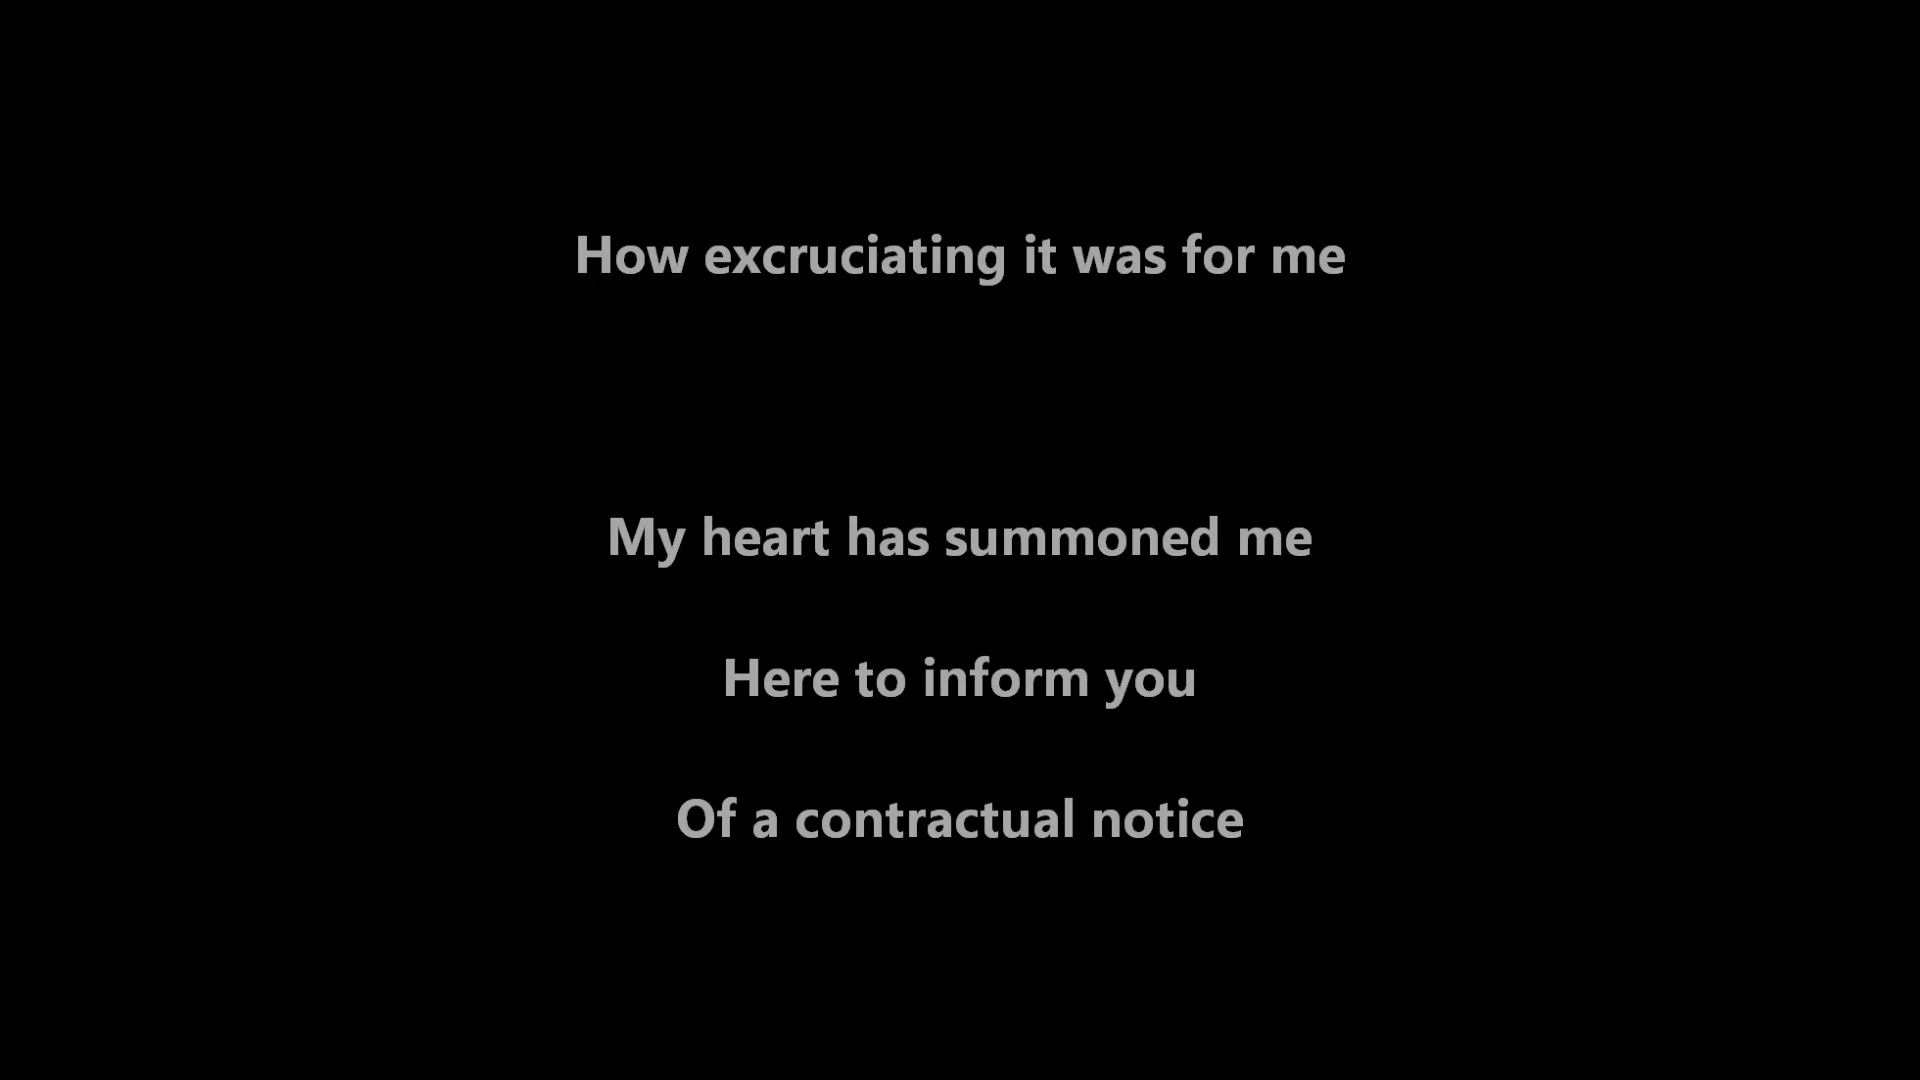 How excruciating it was for me
My heart has summoned me
Here to inform you
Of a contractual notice